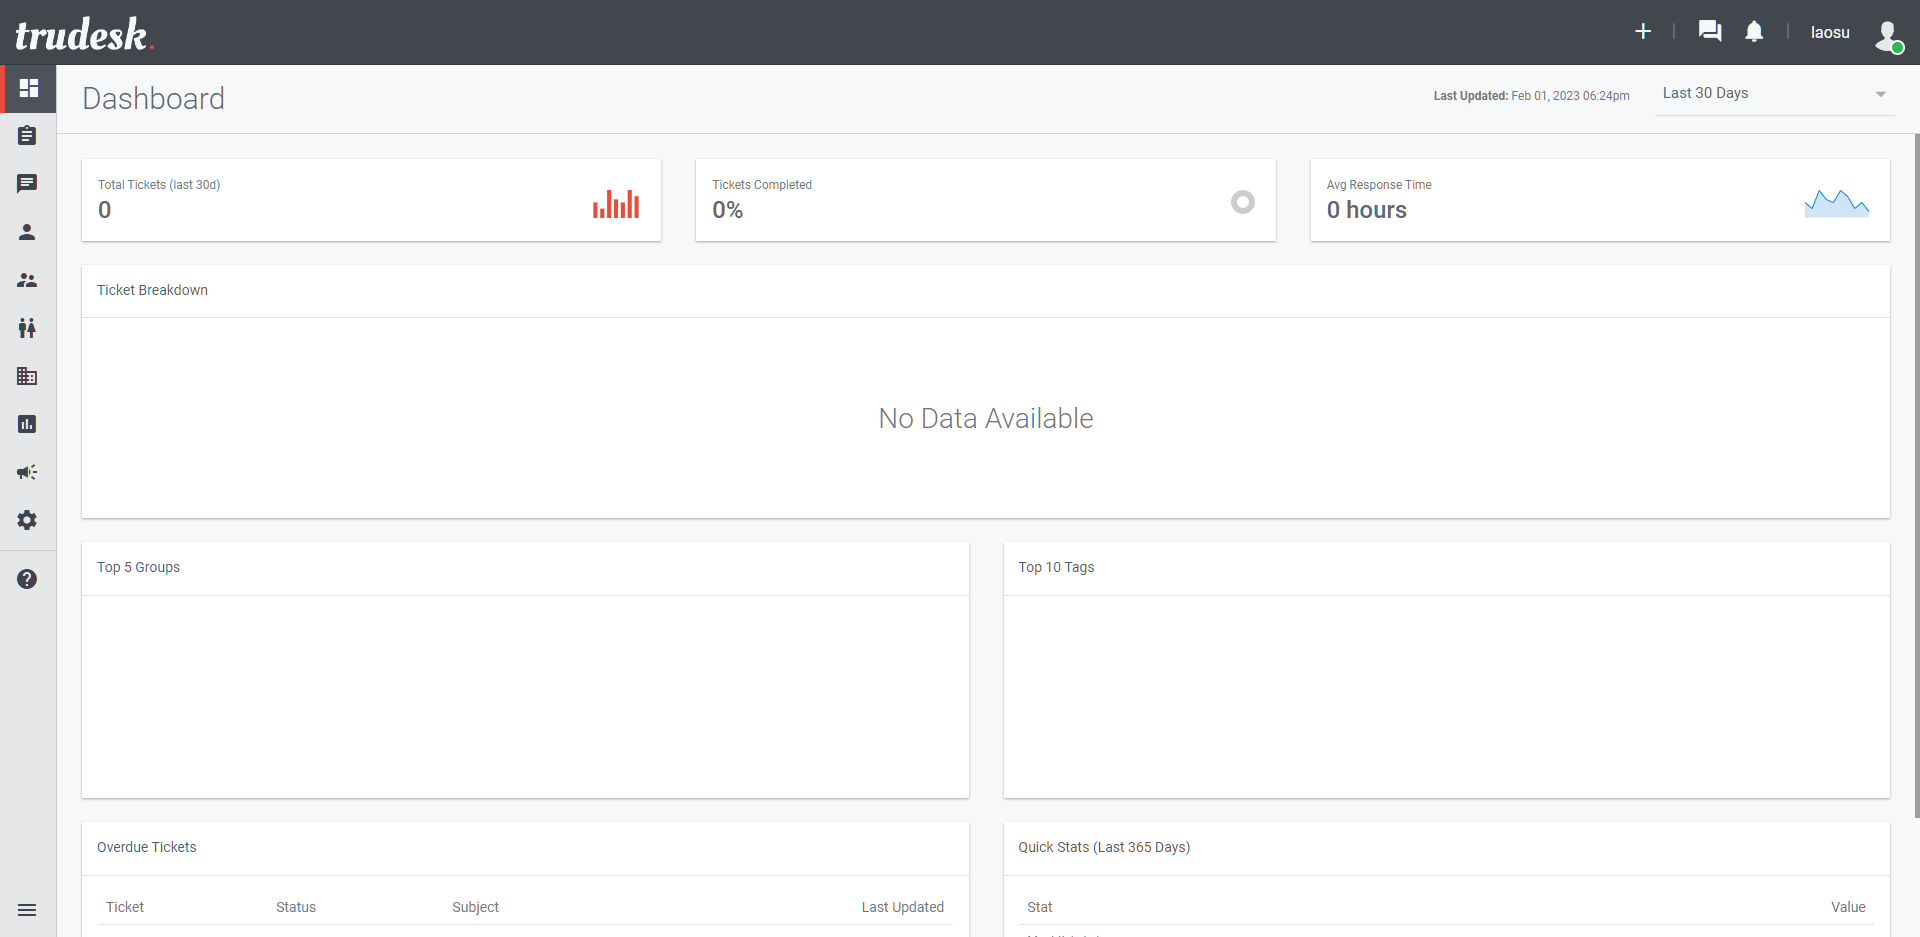 trudesk.
laosu
Dashboard
Last Updated: Feb 01, 2023 06:24pm
Last 30 Days
Total Tickets (last 30d)
0
Tickets Completed
0%
Avg Response Time
0 hours
Ticket Breakdown
No Data Available
Top 5 Groups
Top 10 Tags
Overdue Tickets
Ticket Status Subject Last Updated
Quick Stats (Last 365 Days)
Stat Value